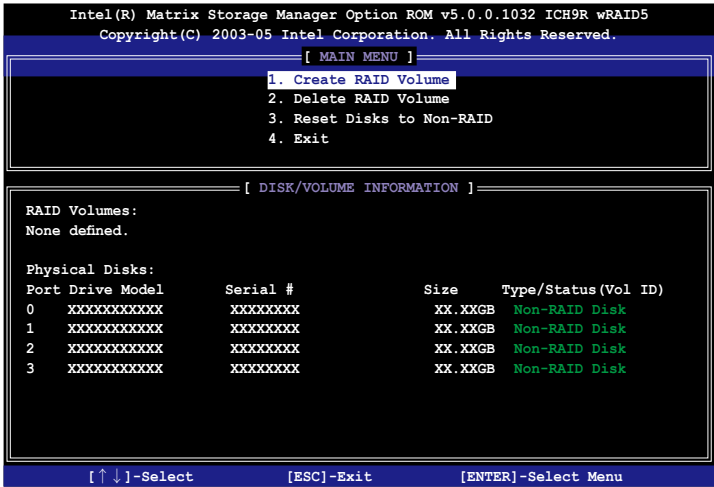 Intel(R) Matrix Storage Manager Option ROM v5.0.0.1032 ICH9R wRAID5
Copyright(C) 2003-05 Intel Corporation. All Rights Reserved.
[ MAIN MENU ]
1. Create RAID Volume
2. Delete RAID Volume
3. Reset Disks to Non-RAID
4. Exit
[ DISK/VOLUME INFORMATION ]
RAID Volumes:
None defined.
Physical Disks:
Port Drive Model Serial # Size Type/Status(Vol ID)
0 XXXXXXXXXXX XXXXXXXX XX.XXGB Non-RAID Disk
1 XXXXXXXXXXX XXXXXXXX XX.XXGB Non-RAID Disk
2 XXXXXXXXXXX XXXXXXXX XX.XXGB Non-RAID Disk
3 XXXXXXXXXXX XXXXXXXX XX.XXGB Non-RAID Disk
[↑↓]-Select [ESC]-Exit [ENTER]-Select Menu